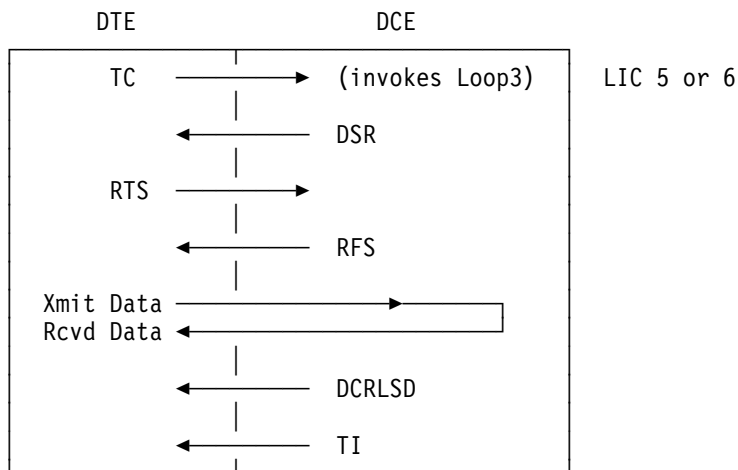 DTE DCE
TC (invokes Loop3) LIC 5 or 6
DSR
RTS
RFS
Xmit Data
Rcvd Data
DCRLSD
TI